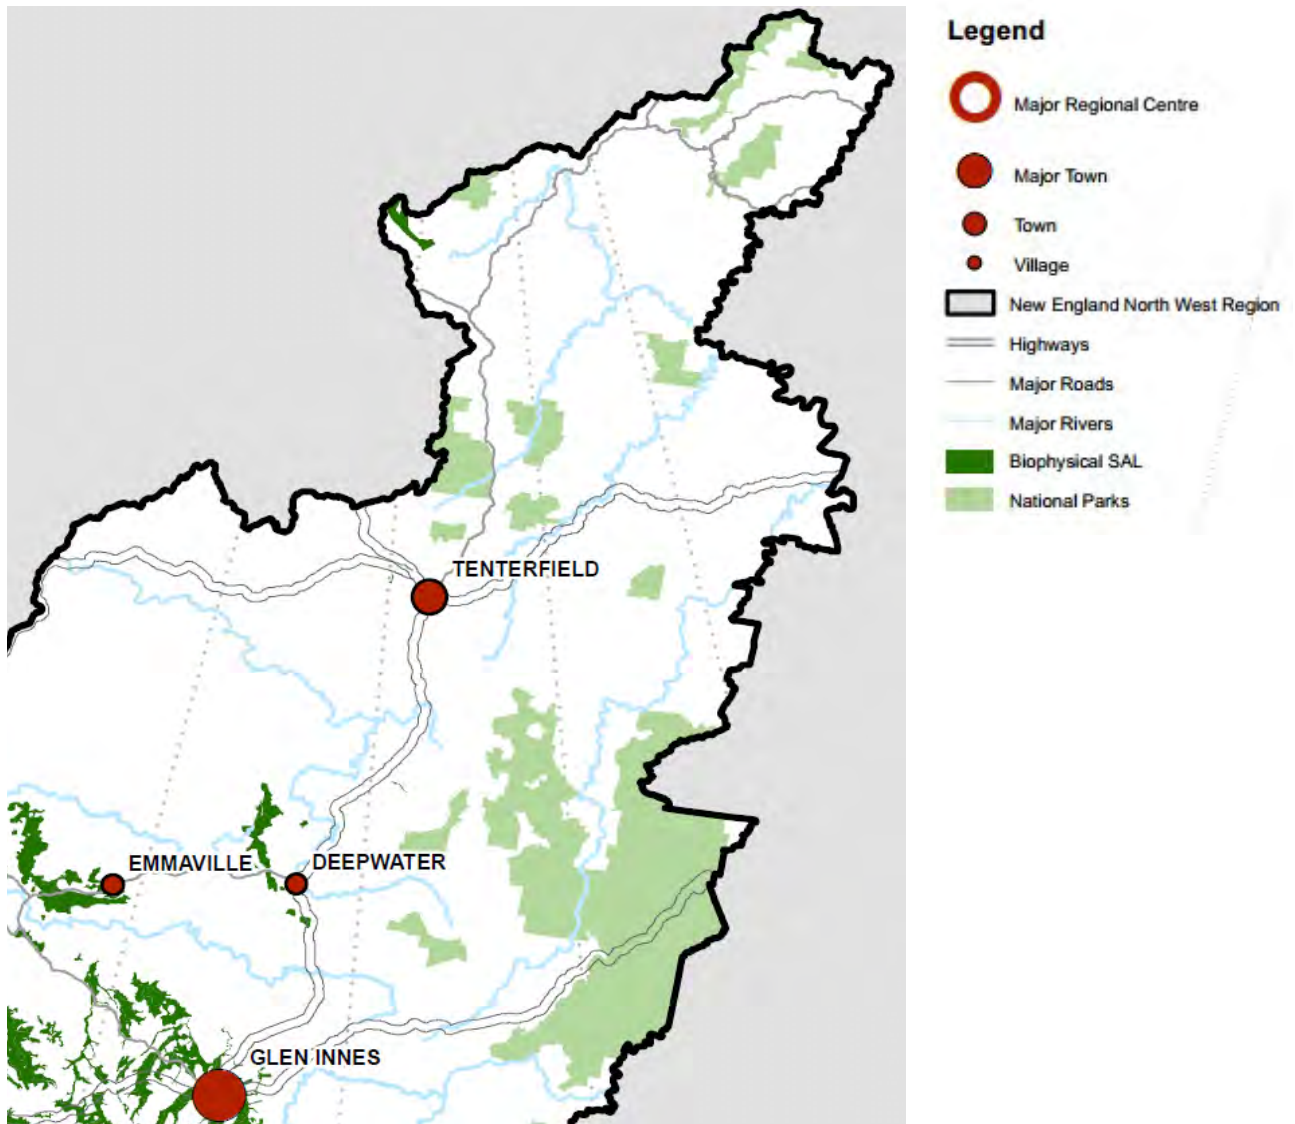 Legend
Major Regional Centre
Major Town
Town
Village
New England North West Region
Highways
Major Roads
Major Rivers
Biophysical SAL
National Parks
TENTERFIELD
EMMAVILLE
DEEPWATER
GLEN INNES